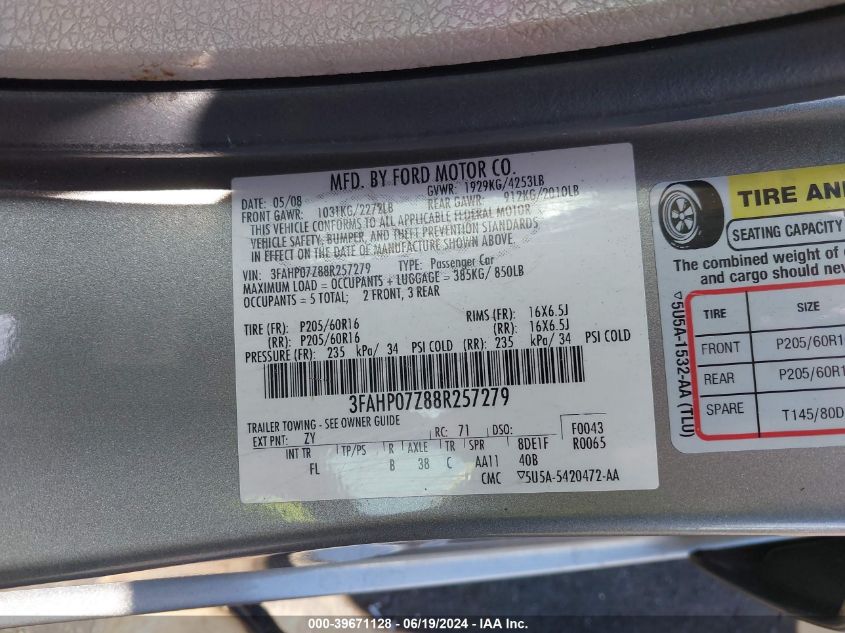 MFD. BY FORD MOTOR CO.
DATE: 05/08 GVWR: 1929KG/4253LB
FRONT GAWR: 1031KG/2272LB REAR GAWR: 912KG/2010LB
THIS VEHICLE CONFORMS TO ALL APPLICABLE FEDERAL MOTOR
VEHICLE SAFETY, BUMPER, AND THEFT PREVENTION STANDARDS
IN EFFECT ON THE DATE OF MANUFACTURE SHOWN ABOVE.
VIN: 3FAHP07Z88R257279 TYPE: Passenger Car
MAXIMUM LOAD = OCCUPANTS + LUGGAGE = 385KG/ 850LB
OCCUPANTS = 5 TOTAL; 2 FRONT, 3 REAR
TIRE (FR): P205/60R16 RIMS (FR): 16X6.5J
(RR): P205/60R16 (RR): 16X6.5J
PRESSURE (FR): 235 kPa/ 34 PSI COLD (RR): 235 kPa/ 34 PSI COLD
3FAHP07Z88R257279
TRAILER TOWING - SEE OWNER GUIDE
EXT PNT: ZY RC: 71 DSO: F0043
INT TR TP/PS R AXLE TR SPR 8DE1F R0065
FL B 38 C AA11 40B
CMC ▽5U5A-5420472-AA
TIRE AN
SEATING CAPACITY
The combined weight of
and cargo should nev
TIRE SIZE
FRONT P205/60R1
REAR P205/60R1
SPARE T145/80D
▽5U5A-1532-AA (TLU)
000-39671128 - 06/19/2024 - IAA Inc.